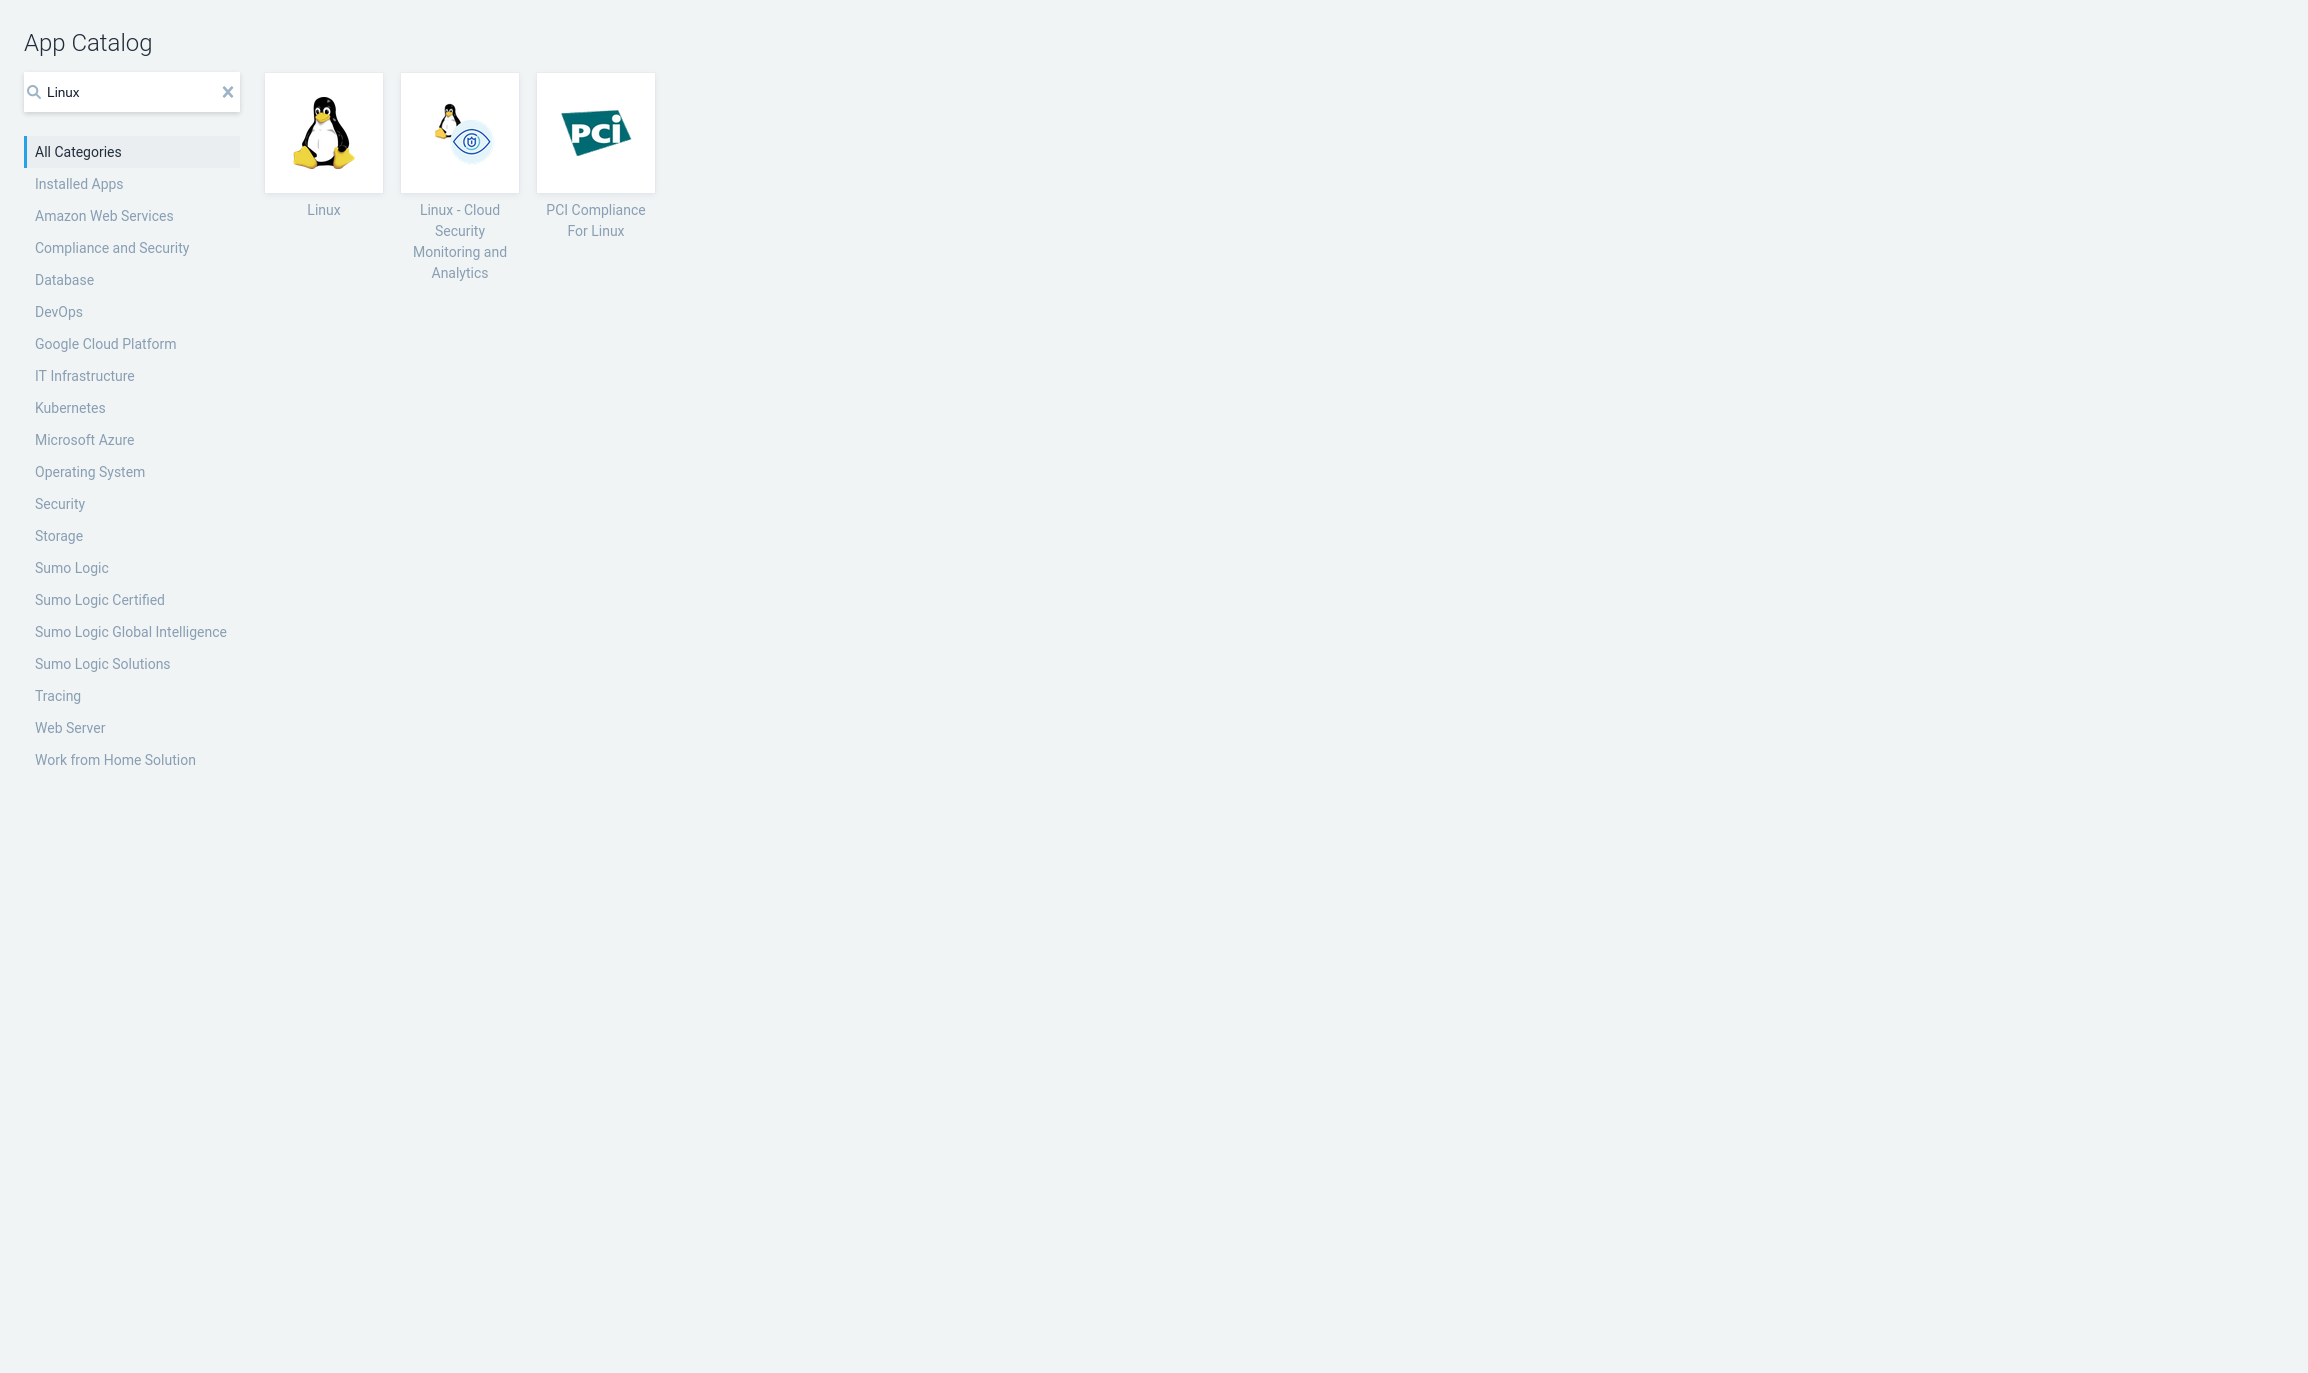 App Catalog
Linux
All Categories
Installed Apps
Amazon Web Services
Compliance and Security
Database
DevOps
Google Cloud Platform
IT Infrastructure
Kubernetes
Microsoft Azure
Operating System
Security
Storage
Sumo Logic
Sumo Logic Certified
Sumo Logic Global Intelligence
Sumo Logic Solutions
Tracing
Web Server
Work from Home Solution
Linux
Linux - Cloud
Security
Monitoring and
Analytics
PCi
PCI Compliance
For Linux